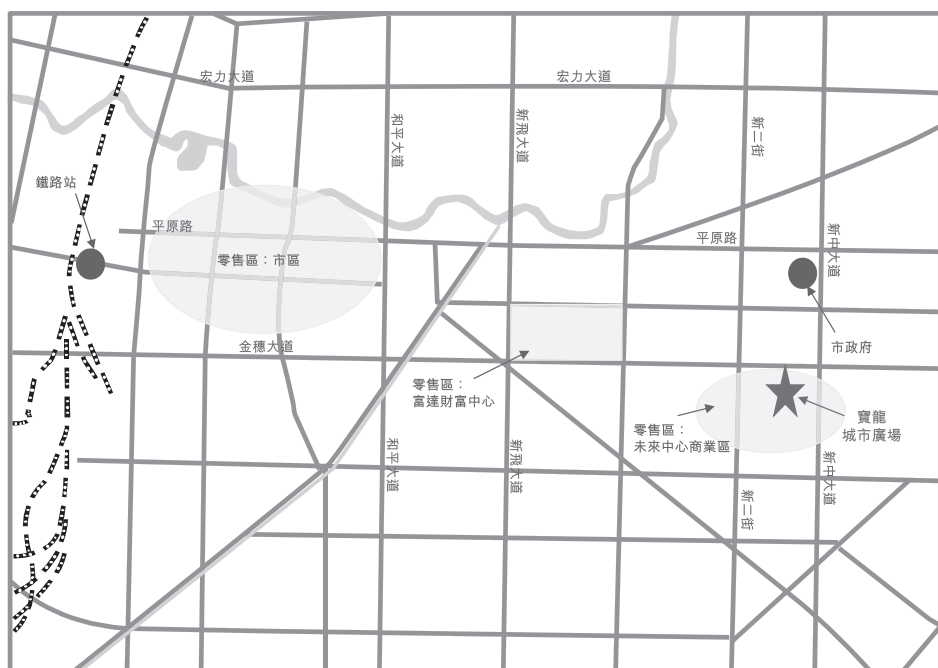 宏力大道
宏力大道
和平大道
新飛大道
新二街
鐵路站
平原路
平原路
新中大道
零售區：市區
市政府
金穗大道
零售區：
富達財富中心
寶龍
城市廣場
零售區：
未來中心商業區
和平大道
新飛大道
新中大道
新二街